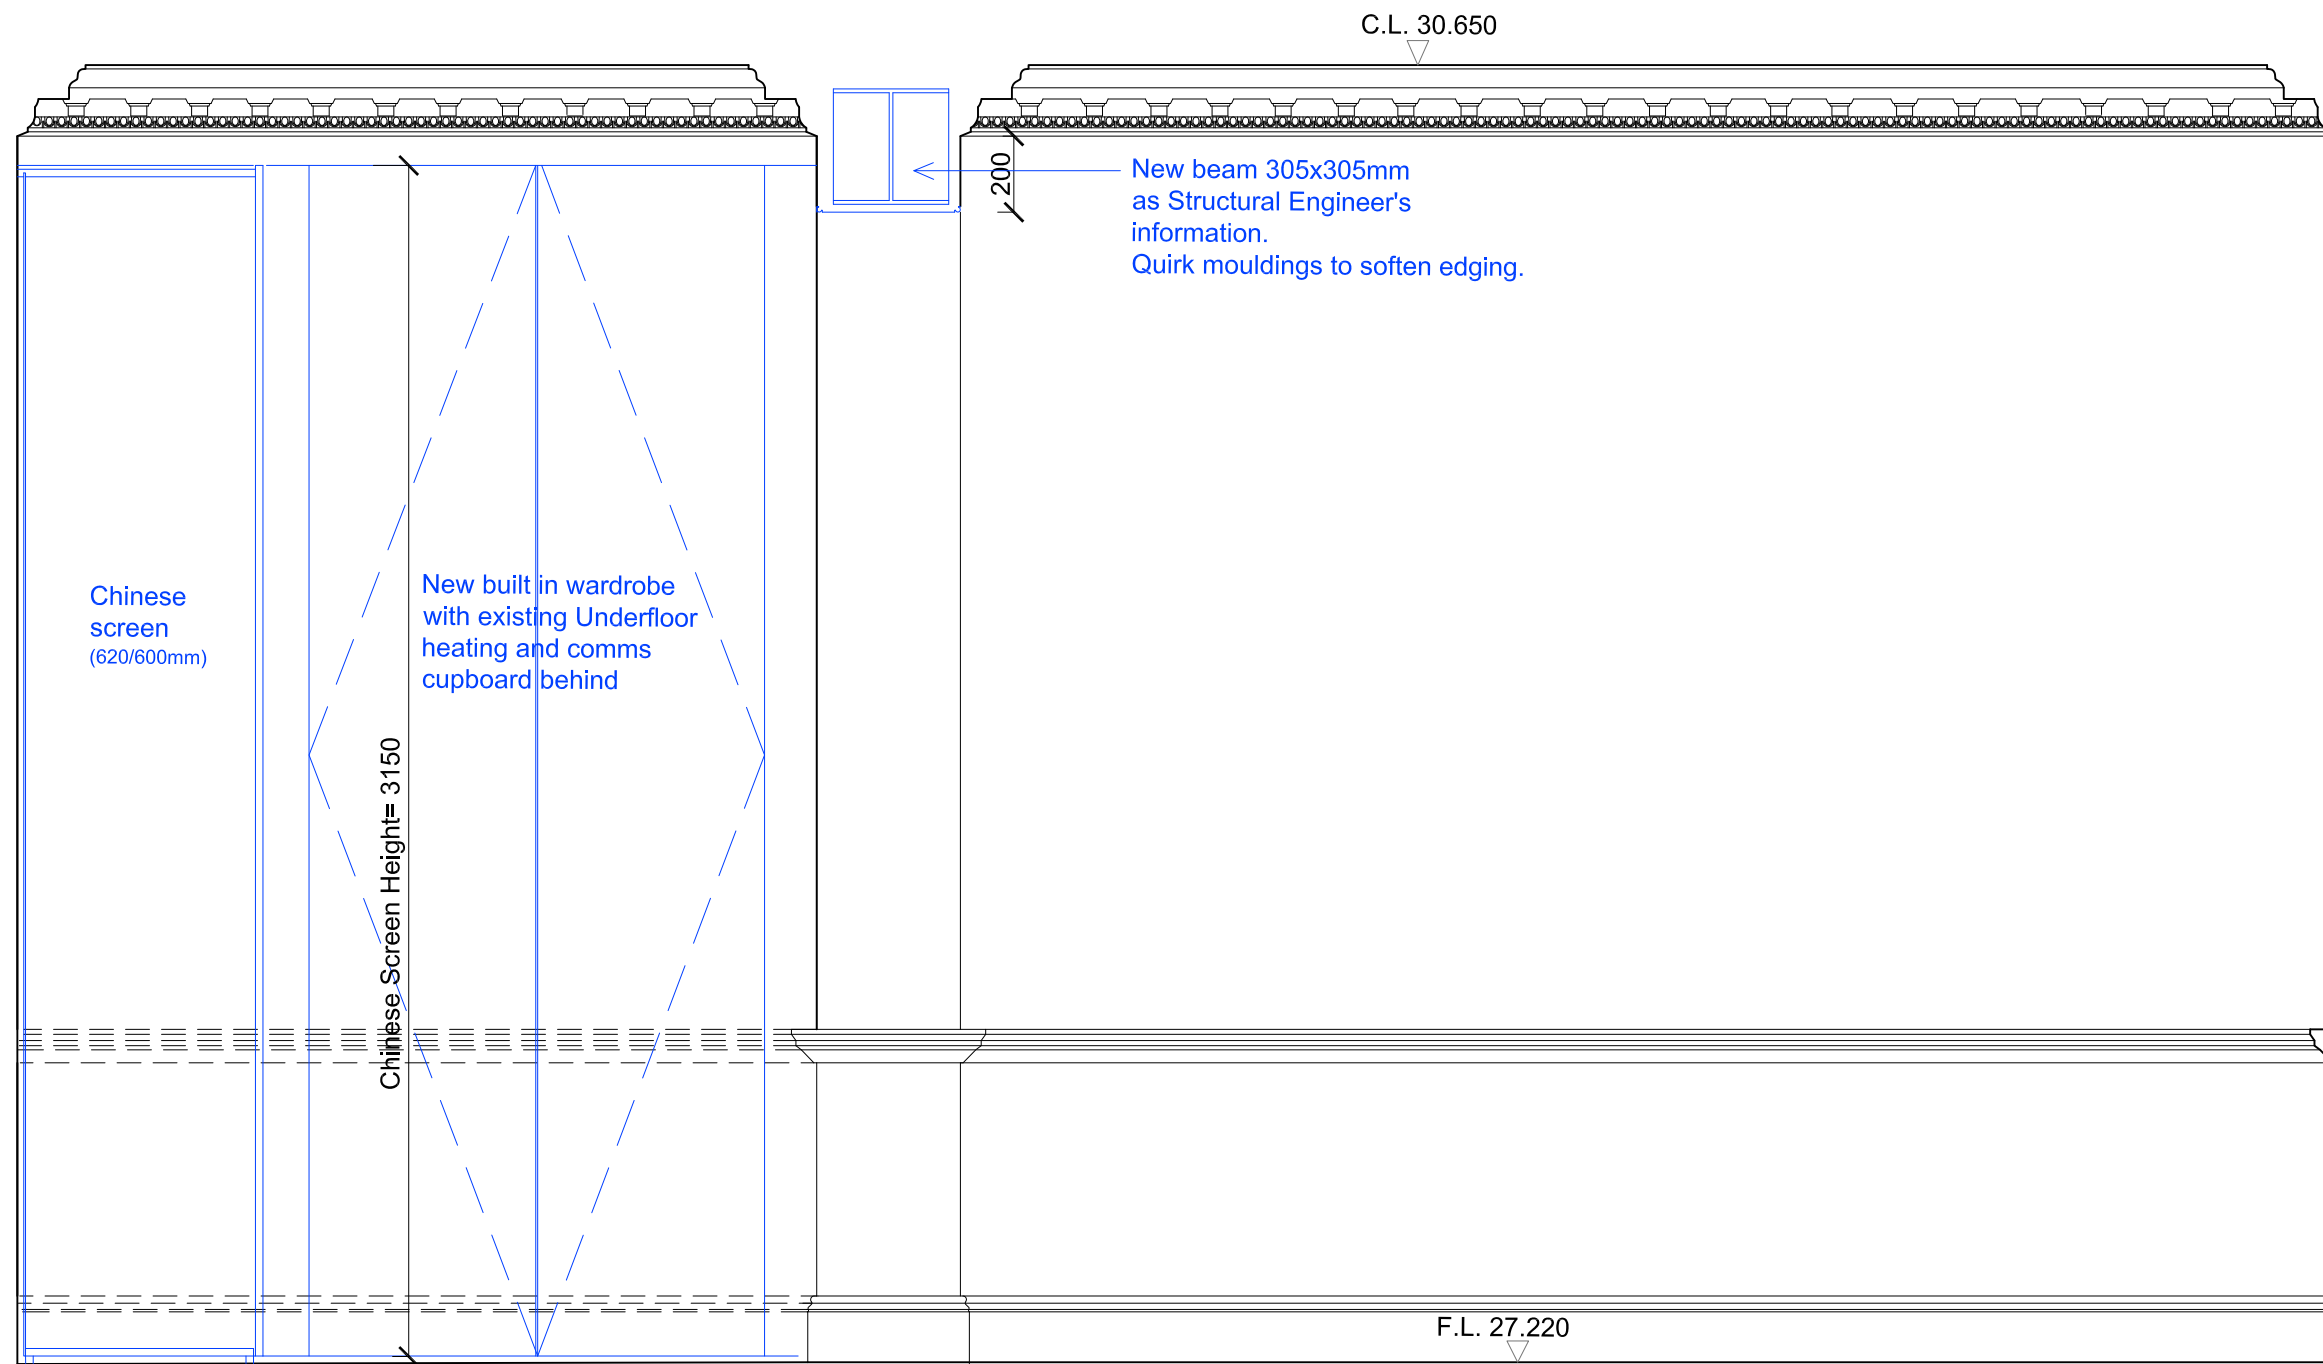 C.L. 30.650
200
New beam 305x305mm
as Structural Engineer's
information.
Quirk mouldings to soften edging.
Chinese
screen
(620/600mm)
New built in wardrobe
with existing Underfloor
heating and comms
cupboard behind
Chinese Screen Height= 3150
F.L. 27.220